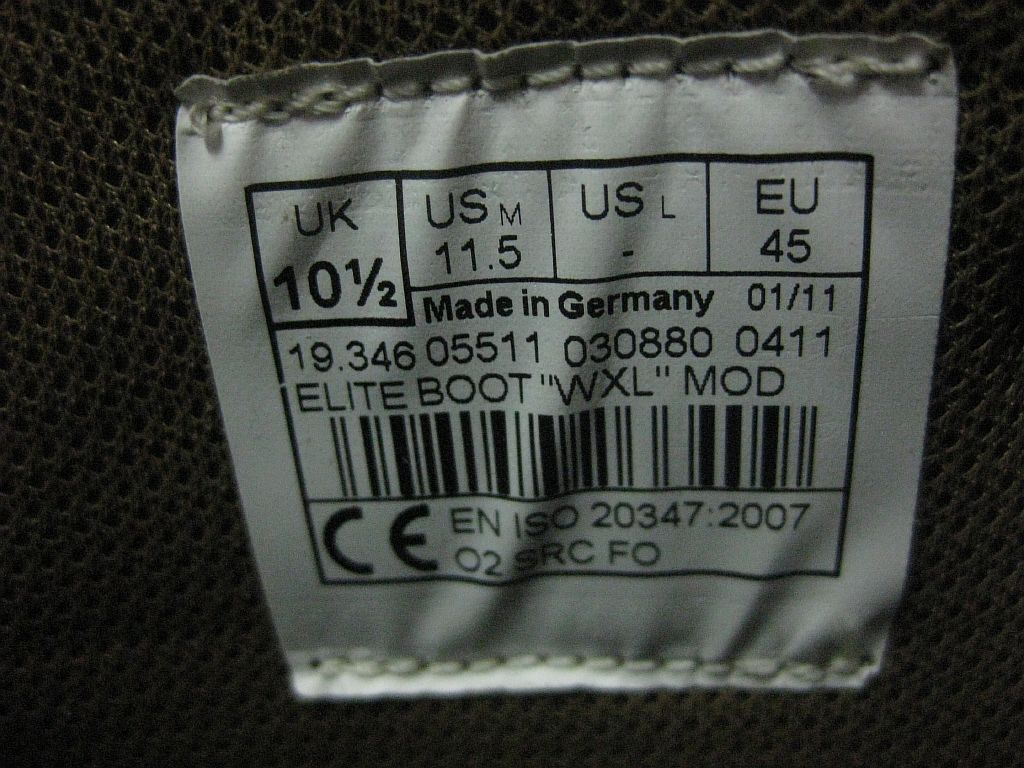 UK US M US L EU
10½ 11.5 - 45
Made in Germany 01/11
19.346 05511 030880 0411
ELITE BOOT "WXL" MOD
CE EN ISO 20347:2007
O2 SRC FO